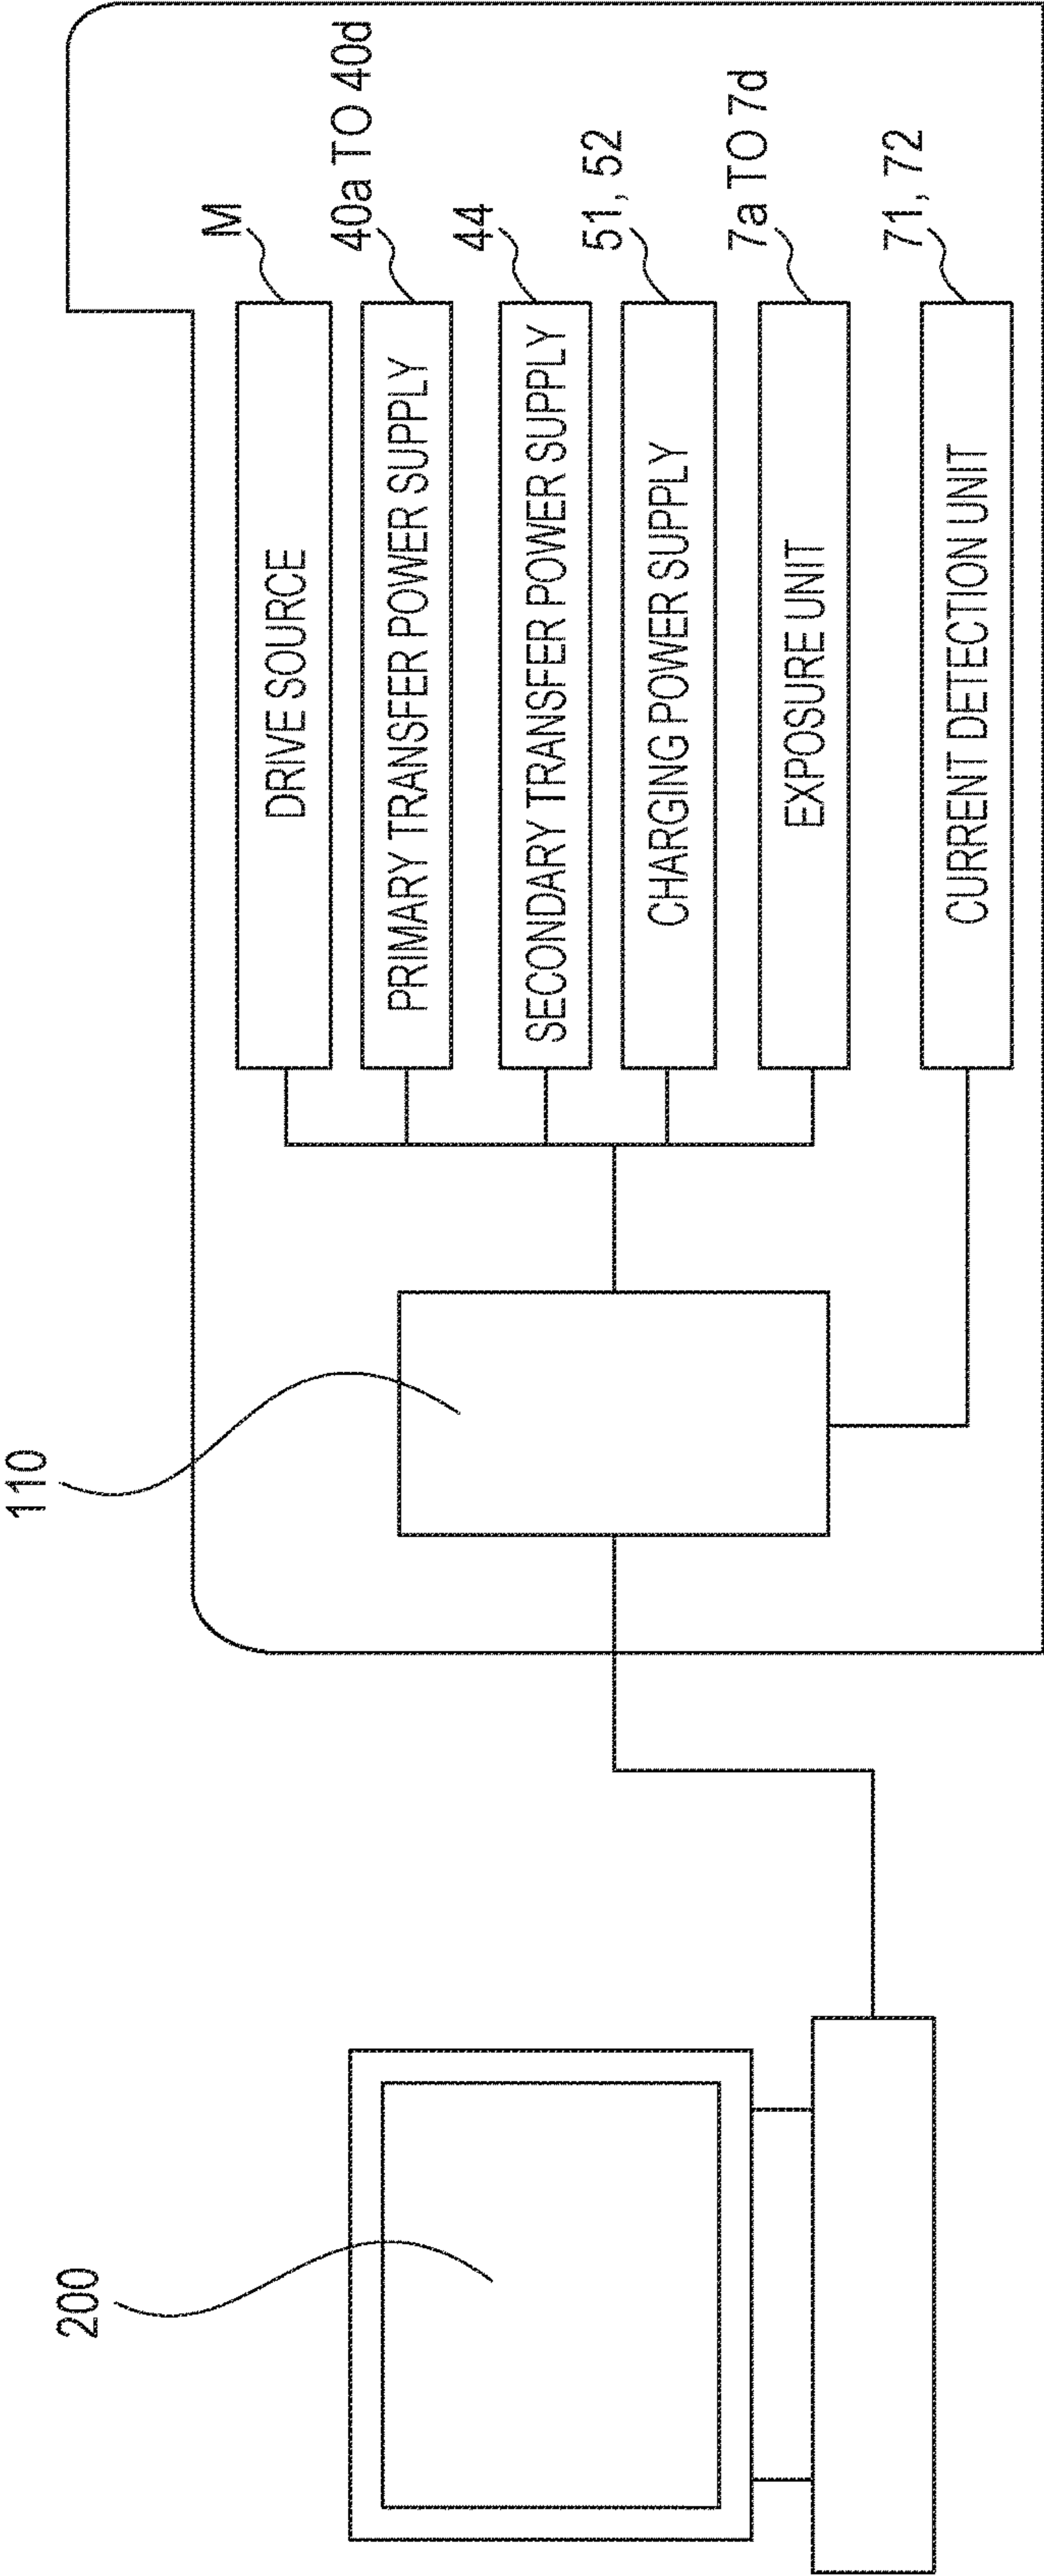 200
110
DRIVE SOURCE
M
PRIMARY TRANSFER POWER SUPPLY
40a TO 40d
SECONDARY TRANSFER POWER SUPPLY
44
CHARGING POWER SUPPLY
51, 52
EXPOSURE UNIT
7a TO 7d
CURRENT DETECTION UNIT
71, 72